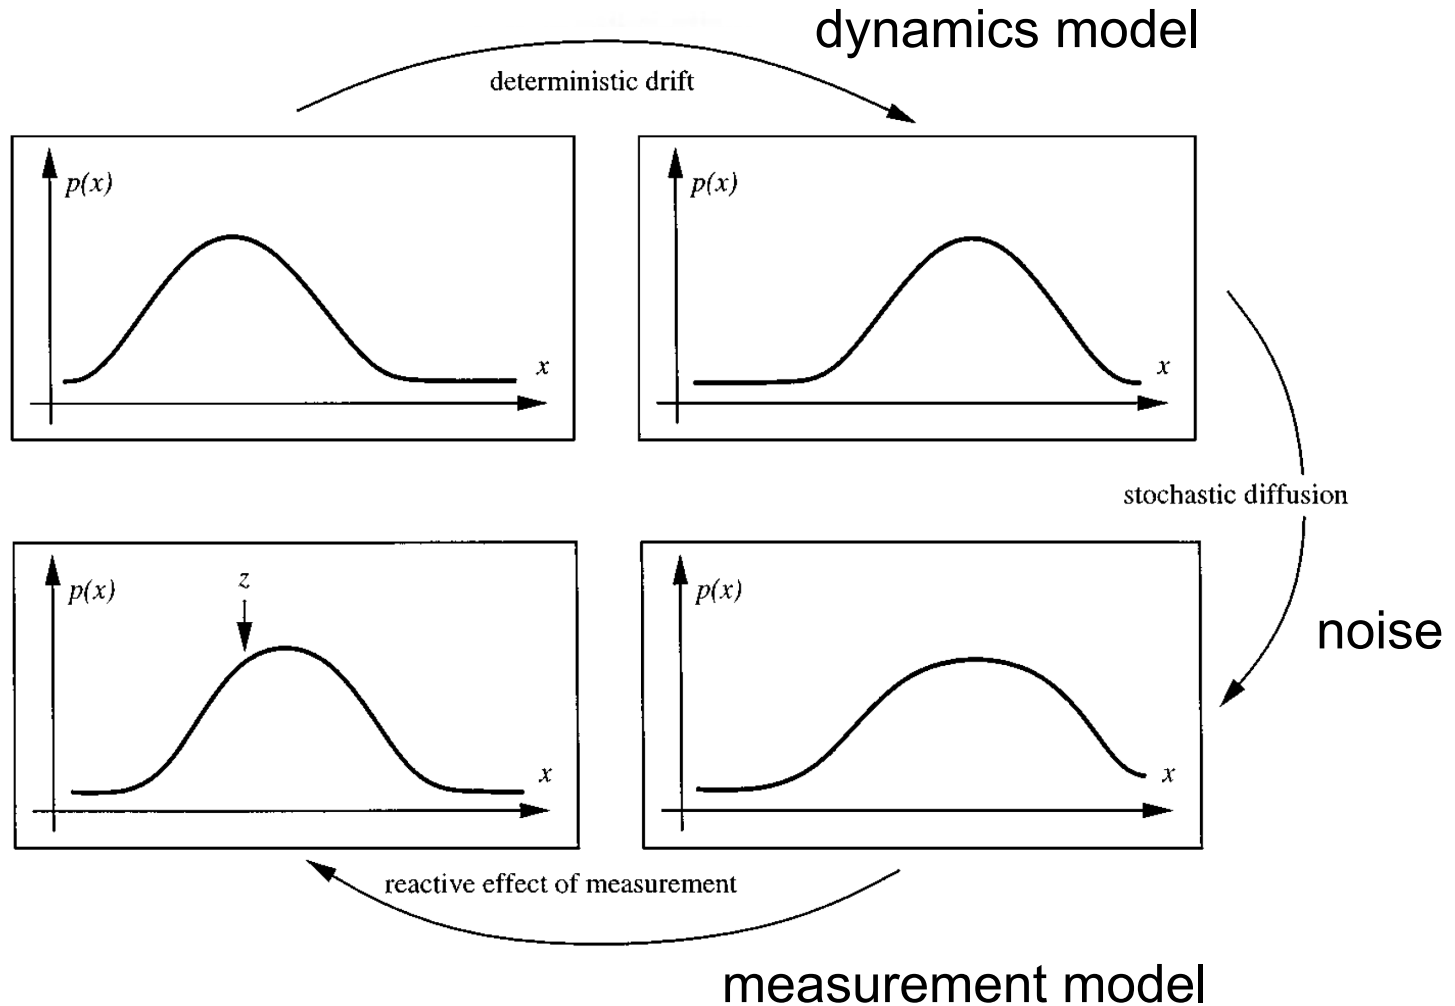 dynamics model
deterministic drift
p(x)
x
p(x)
x
stochastic diffusion
z
p(x)
x
p(x)
x
noise
reactive effect of measurement
measurement model